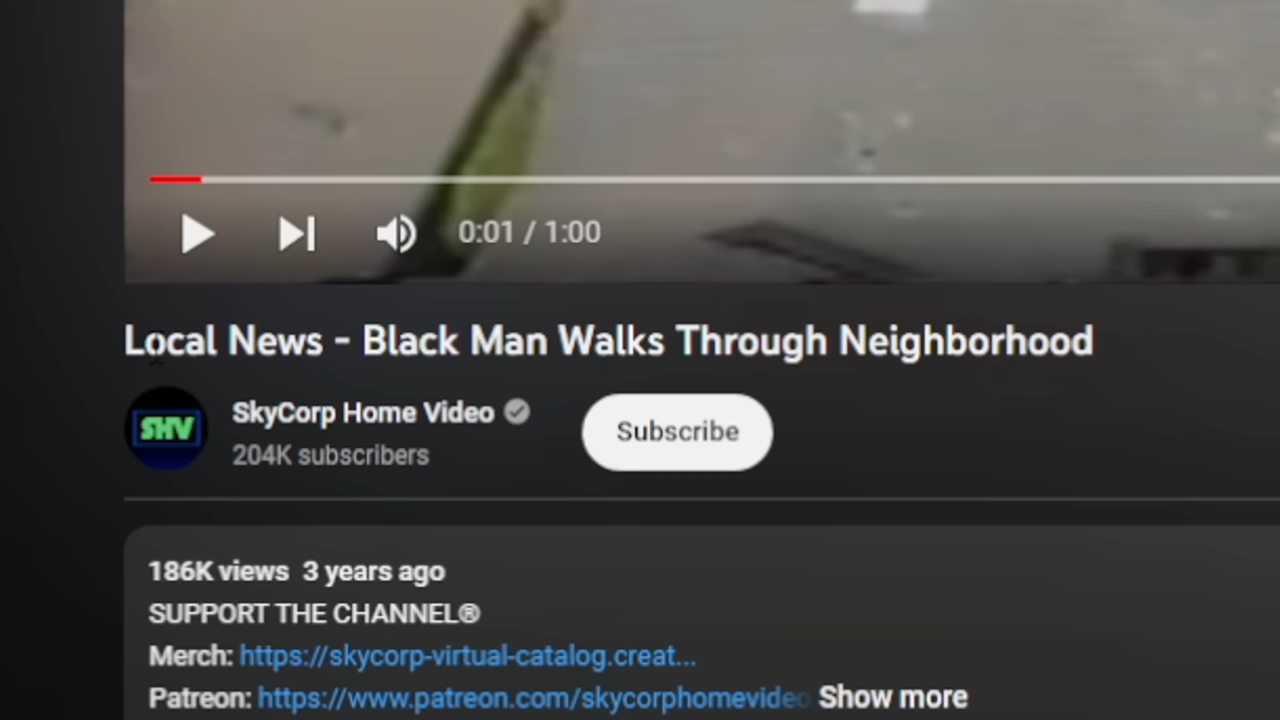 0:01 / 1:00
Local News - Black Man Walks Through Neighborhood
SHV
SkyCorp Home Video
204K subscribers
Subscribe
186K views 3 years ago
SUPPORT THE CHANNEL®
Merch: https://skycorp-virtual-catalog.creat...
Patreon: https://www.patreon.com/skycorphomevideo Show more